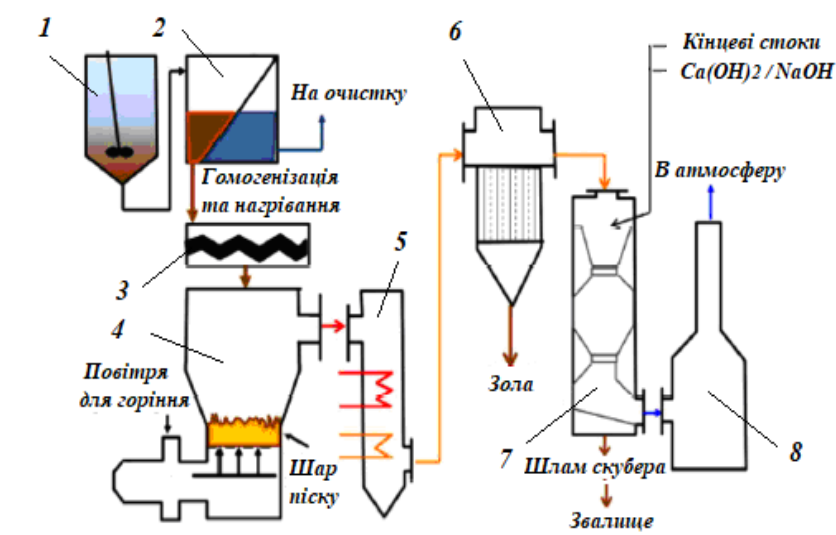 1
2
6
Кінцеві стоки
Ca(OH)2 / NaOH
На очистку
В атмосферу
Гомогенізація
та нагрівання
3
5
4
Повітря
для горіння
Зола
Шар
піску
7
8
Шлам скубера
Звалище